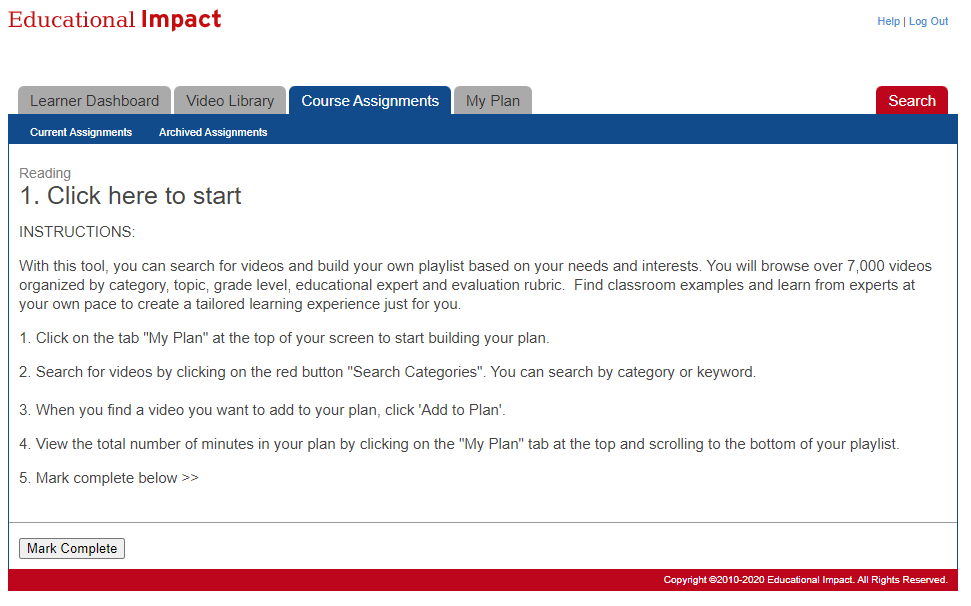 Educational Impact
Help | Log Out
Learner Dashboard Video Library Course Assignments My Plan Search
Current Assignments Archived Assignments
Reading
1. Click here to start
INSTRUCTIONS:
With this tool, you can search for videos and build your own playlist based on your needs and interests. You will browse over 7,000 videos
organized by category, topic, grade level, educational expert and evaluation rubric.  Find classroom examples and learn from experts at
your own pace to create a tailored learning experience just for you.
1. Click on the tab "My Plan" at the top of your screen to start building your plan.
2. Search for videos by clicking on the red button "Search Categories". You can search by category or keyword.
3. When you find a video you want to add to your plan, click 'Add to Plan'.
4. View the total number of minutes in your plan by clicking on the "My Plan" tab at the top and scrolling to the bottom of your playlist.
5. Mark complete below >>
Mark Complete
Copyright ©2010-2020 Educational Impact. All Rights Reserved.